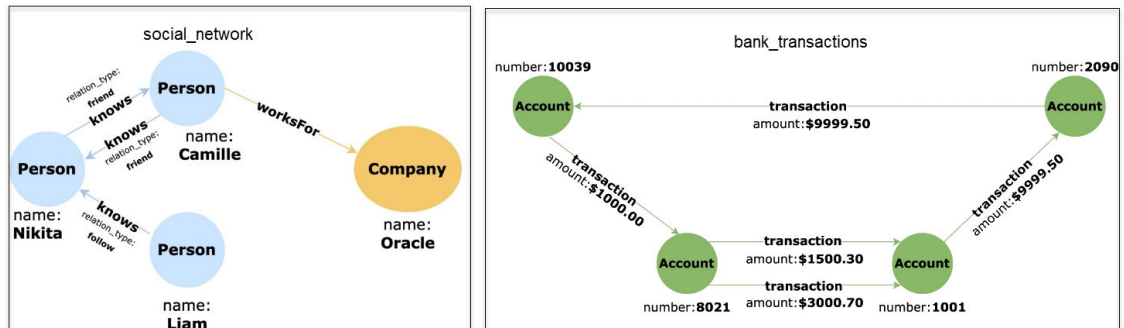 social_network
Person
relation_type:
friend
knows
knows
relation_type:
friend
name:
Camille
worksFor
Person
name:
Nikita
knows
relation_type:
follow
Person
name:
Liam
Company
name:
Oracle
bank_transactions
number:10039
Account
number:2090
Account
transaction
amount:$9999.50
transaction
amount:$1000.00
transaction
amount:$9999.50
Account
number:8021
transaction
amount:$1500.30
transaction
amount:$3000.70
Account
number:1001